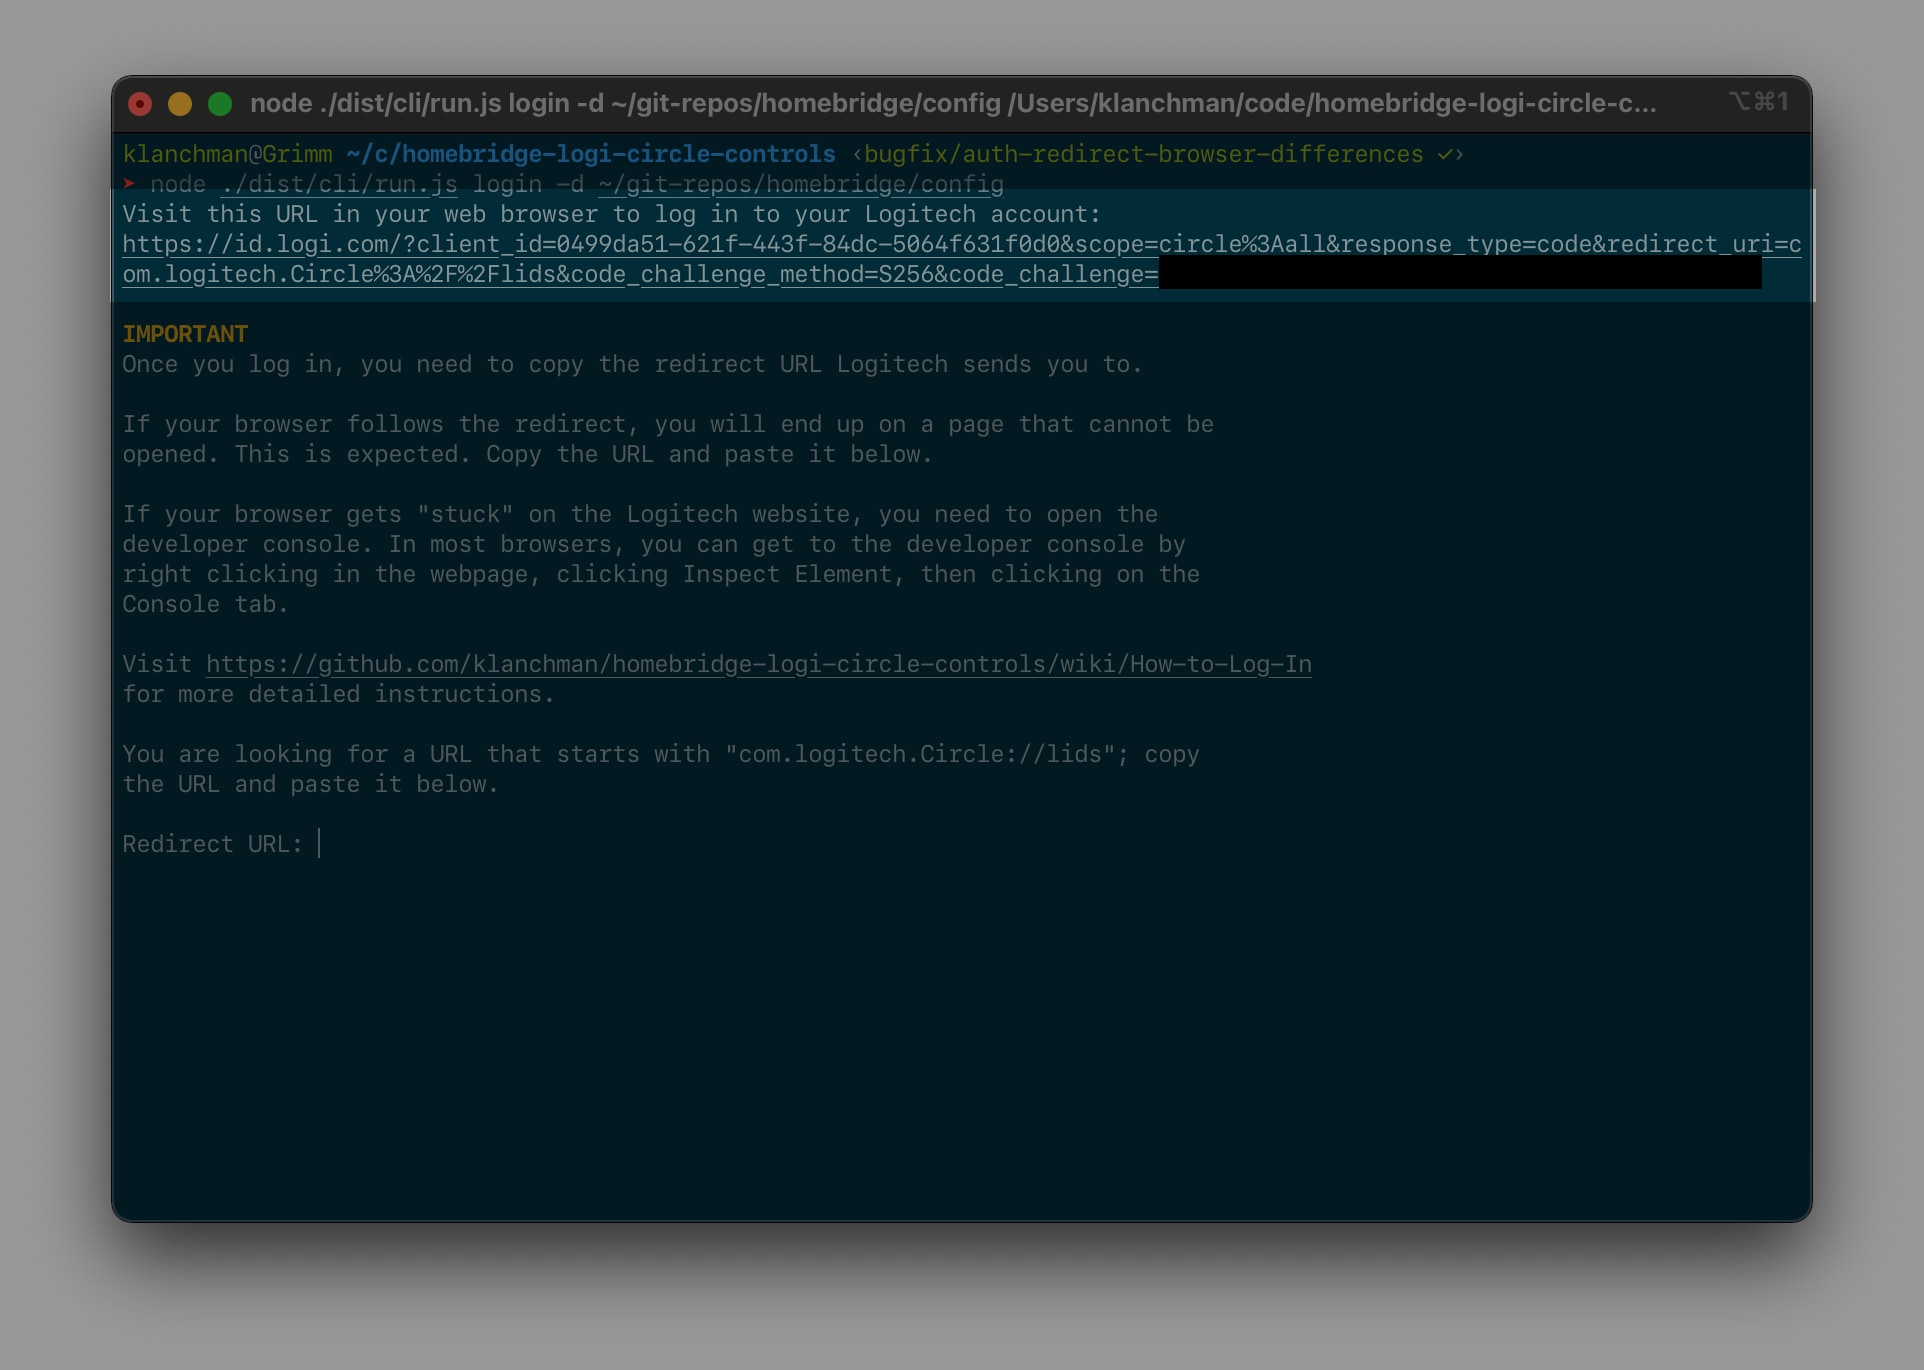 node ./dist/cli/run.js login -d ~/git-repos/homebridge/config /Users/klanchman/code/homebridge-logi-circle-c… ⌥⌘1
klanchman@Grimm ~/c/homebridge-logi-circle-controls ‹bugfix/auth-redirect-browser-differences ✓›
➤ node ./dist/cli/run.js login -d ~/git-repos/homebridge/config
Visit this URL in your web browser to log in to your Logitech account:
https://id.logi.com/?client_id=0499da51-621f-443f-84dc-5064f631f0d0&scope=circle%3Aall&response_type=code&redirect_uri=c
om.logitech.Circle%3A%2F%2Flids&code_challenge_method=S256&code_challenge=
IMPORTANT
Once you log in, you need to copy the redirect URL Logitech sends you to.
If your browser follows the redirect, you will end up on a page that cannot be
opened. This is expected. Copy the URL and paste it below.
If your browser gets "stuck" on the Logitech website, you need to open the
developer console. In most browsers, you can get to the developer console by
right clicking in the webpage, clicking Inspect Element, then clicking on the
Console tab.
Visit https://github.com/klanchman/homebridge-logi-circle-controls/wiki/How-to-Log-In
for more detailed instructions.
You are looking for a URL that starts with "com.logitech.Circle://lids"; copy
the URL and paste it below.
Redirect URL: